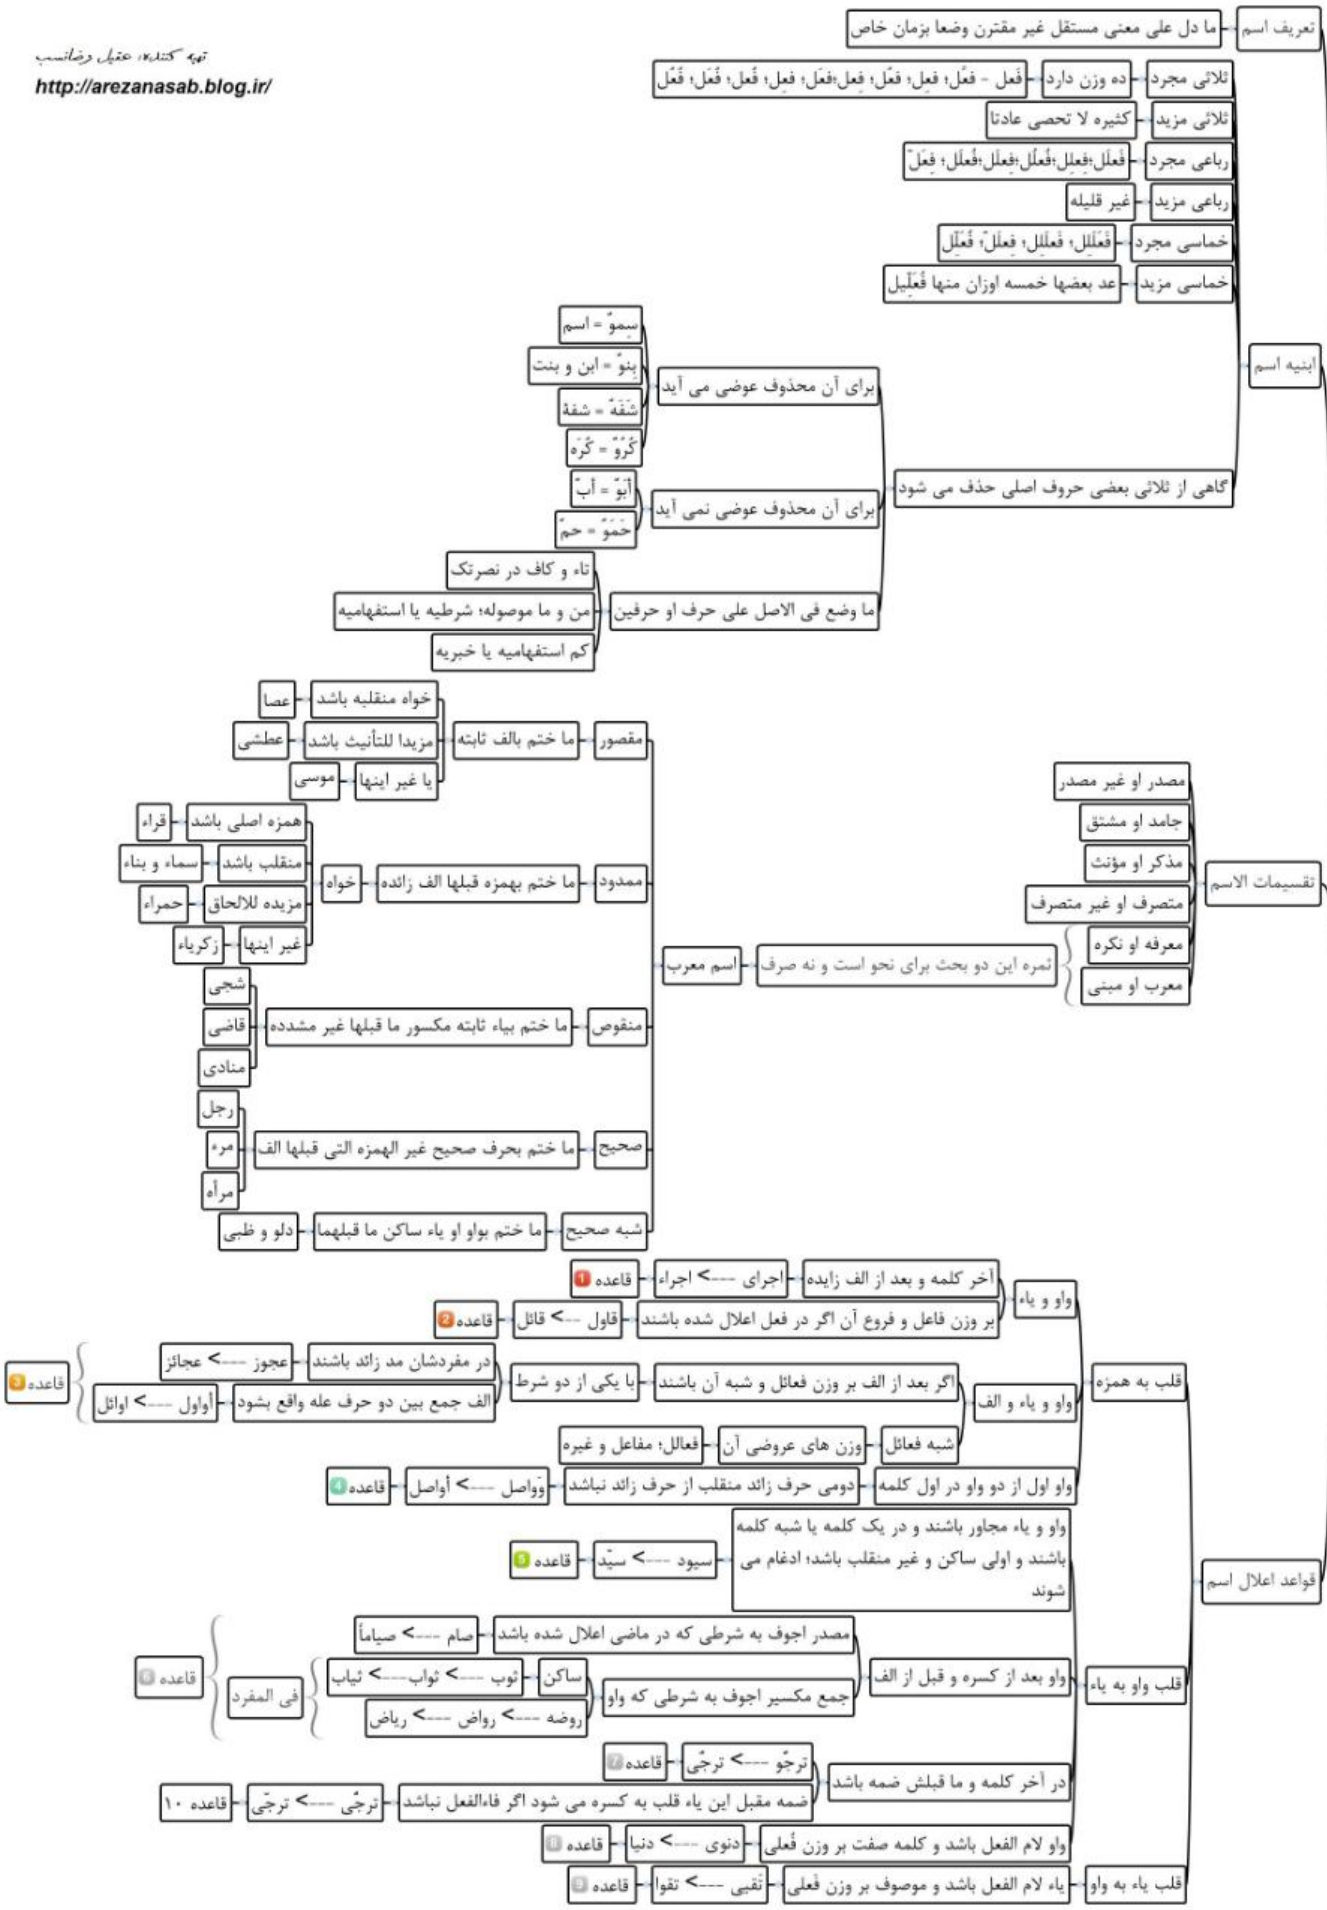 تهیه کننده: عقیل رضانسب
http://arezanasab.blog.ir/
تعریف اسم
ما دل علی معنی مستقل غیر مقترن وضعا بزمان خاص
ابنیه اسم
ثلاثی مجرد
ده وزن دارد
ثلاثی مزید
کثیره لا تحصی عادتا
رباعی مجرد
رباعی مزید
غیر قلیله
خماسی مجرد
خماسی مزید
عد بعضها خمسه اوزان منها فُعَلّیل
گاهی از ثلاثی بعضی حروف اصلی حذف می شود
برای آن محذوف عوضی می آید
سِموٌ = اسم
بِنوٌ = ابن و بنت
شَفَهٌ = شفة
کُرَوٌ = کُرَه
برای آن محذوف عوضی نمی آید
أبَوٌ = أبٌ
حَمَوٌ = حمٌ
ما وضع فی الاصل علی حرف او حرفین
تاء و کاف در نصرتک
من و ما موصوله؛ شرطیه یا استفهامیه
کم استفهامیه یا خبریه
تقسیمات الاسم
مصدر او غیر مصدر
جامد او مشتق
مذکر او مؤنث
متصرف او غیر متصرف
معرفه او نکره
معرب او مبنی
ثمره این دو بحث برای نحو است و نه صرف
اسم معرب
مقصور
ما ختم بالف ثابته
خواه منقلبه باشد
عصا
مزیدا للتأنیث باشد
عطشی
یا غیر اینها
موسی
ممدود
ما ختم بهمزه قبلها الف زائده
خواه
همزه اصلی باشد
قراء
منقلب باشد
سماء و بناء
مزیده للالحاق
حمراء
غیر اینها
زکریاء
منقوص
ما ختم بیاء ثابته مکسور ما قبلها غیر مشدده
شجی
قاضی
منادی
صحیح
ما ختم بحرف صحیح غیر الهمزه التی قبلها الف
رجل
مرء
مرأه
شبه صحیح
ما ختم بواو او یاء ساکن ما قبلهما
دلو و ظبی
قواعد اعلال اسم
قلب به همزه
واو و یاء
آخر کلمه و بعد از الف زایده
اجرای ---> اجراء
قاعده 1
بر وزن فاعل و فروع آن اگر در فعل اعلال شده باشند
قاول --> قائل
قاعده 2
واو و یاء و الف
اگر بعد از الف بر وزن فعائل و شبه آن باشند
با یکی از دو شرط
در مفردشان مد زائد باشند
عجوز ---> عجائز
الف جمع بین دو حرف عله واقع بشود
أواول ---> اوائل
قاعده 3
شبه فعائل
وزن های عروضی آن
فعالل؛ مفاعل و غیره
واو اول از دو واو در اول کلمه
دومی حرف زائد منقلب از حرف زائد نباشد
وَواصل ---> أواصل
قاعده 4
قلب واو به یاء
واو و یاء مجاور باشند و در یک کلمه یا شبه کلمه
باشند و اولی ساکن و غیر منقلب باشد؛ ادغام می
شوند
سیود ---> سیّد
قاعده 5
واو بعد از کسره و قبل از الف
مصدر اجوف به شرطی که در ماضی اعلال شده باشد
صام ---> صیاماً
جمع مکسیر اجوف به شرطی که واو
ساکن
ثوب ---> ثواب---> ثیاب
روضه ---> رواض ---> ریاض
فی المفرد
قاعده 6
در آخر کلمه و ما قبلش ضمه باشد
ترجّو ---> ترجّی
قاعده 7
ضمه مقبل این یاء قلب به کسره می شود اگر فاءالفعل نباشد
ترجّی ---> ترجّی
قاعده ۱۰
واو لام الفعل باشد و کلمه صفت بر وزن فُعلی
دنوی ---> دنیا
قاعده 8
قلب یاء به واو
یاء لام الفعل باشد و موصوف بر وزن فَعلی
تَقیی ---> تقوا
قاعده 9